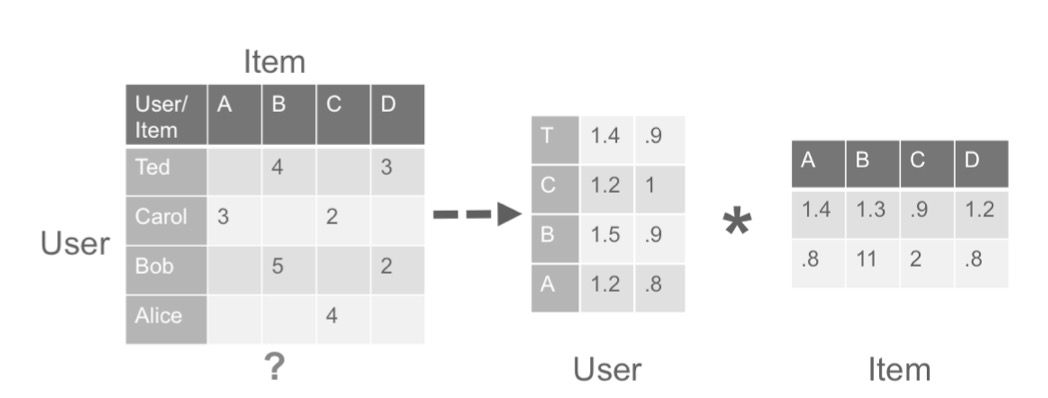 Item
User/ A B C D
Item
Ted 4 3
Carol 3 2
User
Bob 5 2
Alice 4
?
T 1.4 .9
C 1.2 1
B 1.5 .9
A 1.2 .8
User
*
A B C D
1.4 1.3 .9 1.2
.8 11 2 .8
Item